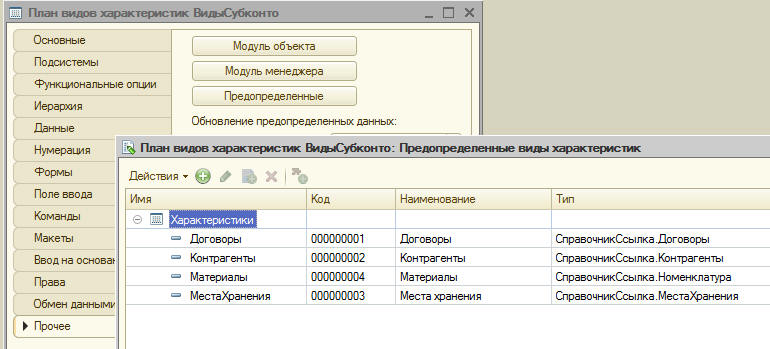 План видов характеристик ВидыСубконто
Основные
Подсистемы
Функциональные опции
Иерархия
Данные
Нумерация
Формы
Поле ввода
Команды
Макеты
Ввод на основан
Права
Обмен данными
Прочее
Модуль объекта
Модуль менеджера
Предопределенные
Обновление предопределенных данных:
План видов характеристик ВидыСубконто: Предопределенные виды характеристик
Действия
Имя Код Наименование Тип
Характеристики
Договоры 000000001 Договоры СправочникСсылка.Договоры
Контрагенты 000000002 Контрагенты СправочникСсылка.Контрагенты
Материалы 000000004 Материалы СправочникСсылка.Номенклатура
МестаХранения 000000003 Места хранения СправочникСсылка.МестаХранения